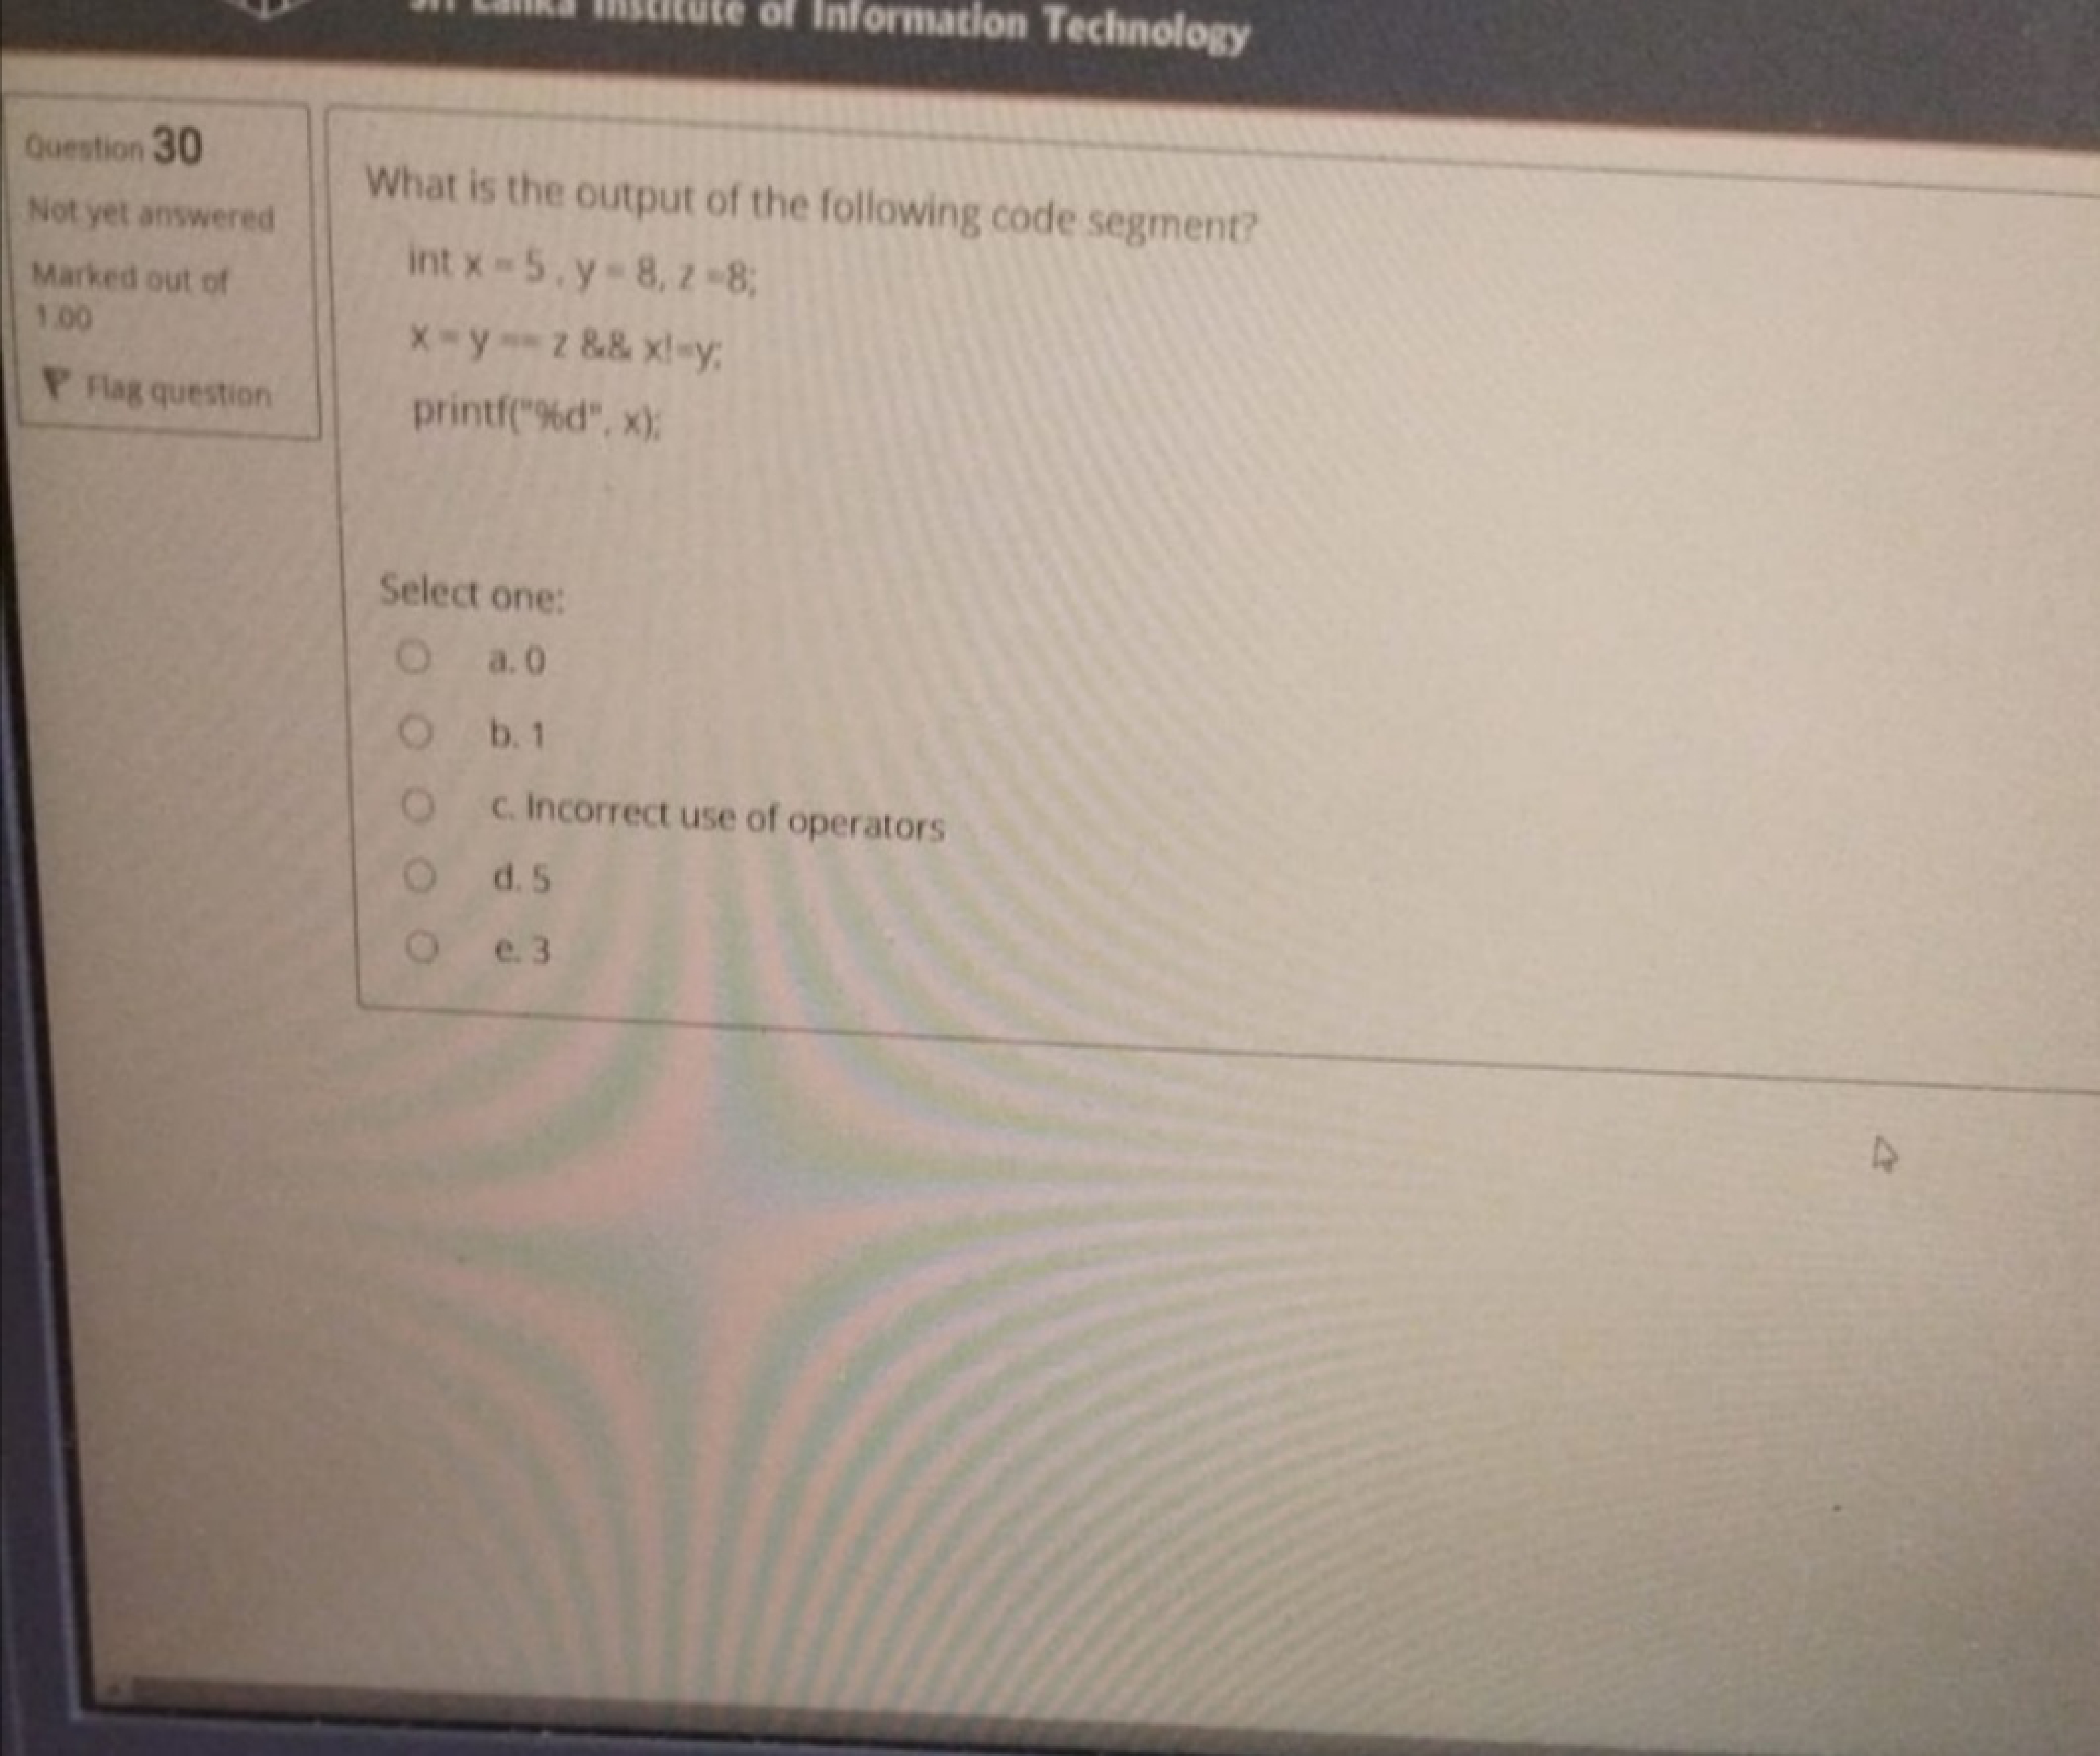 Sri Lanka Institute of Information Technology
Question 30
Not yet answered
Marked out of
1.00
Flag question
What is the output of the following code segment?
int x = 5 , y = 8, z =8;
x = y == z && x!=y;
printf("%d", x);
Select one:
a. 0
b. 1
c. Incorrect use of operators
d. 5
e. 3